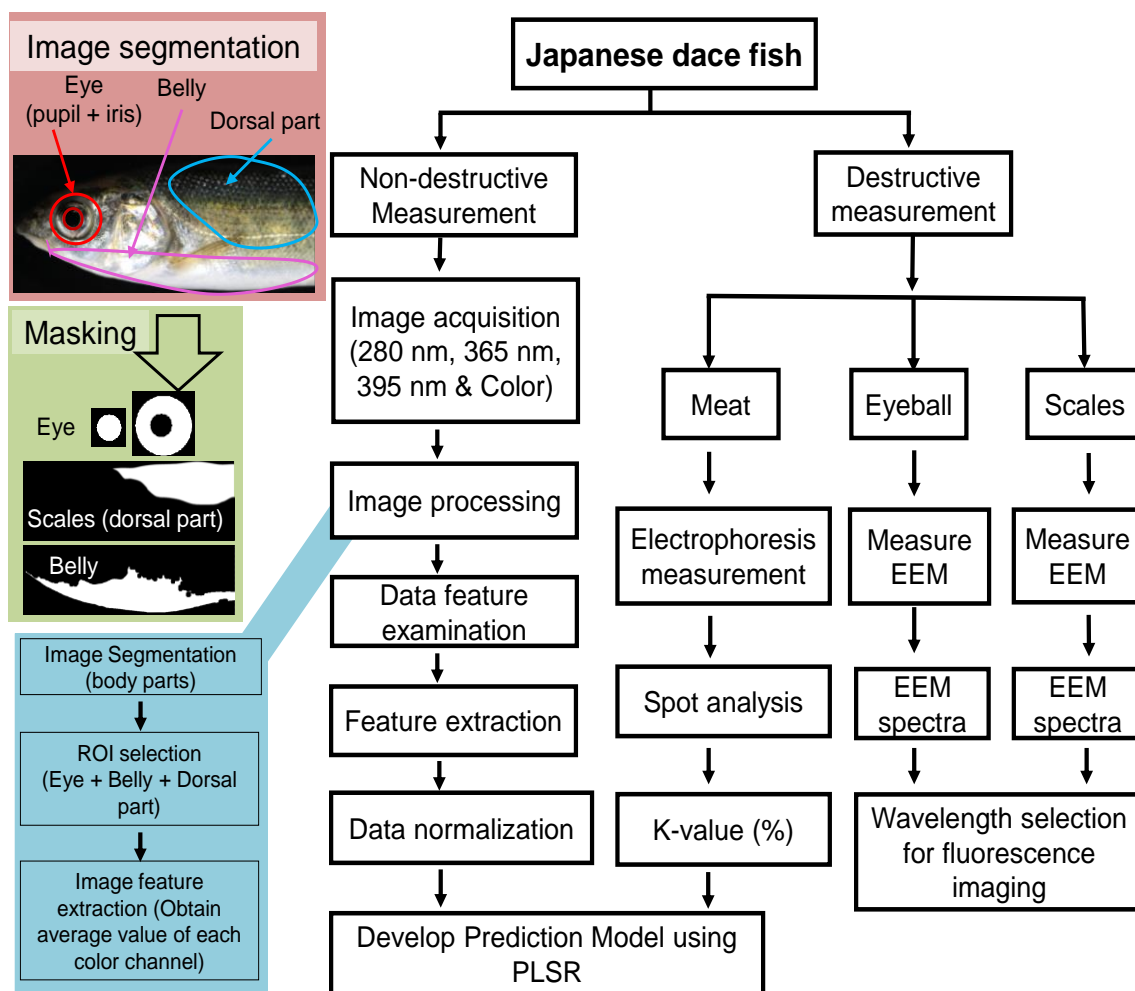 Image segmentation
Eye
(pupil + iris)
Belly
Dorsal part
Masking
Eye
Scales (dorsal part)
Belly
Image Segmentation
(body parts)
ROI selection
(Eye + Belly + Dorsal
part)
Image feature
extraction (Obtain
average value of each
color channel)
Japanese dace fish
Non-destructive
Measurement
Image acquisition
(280 nm, 365 nm,
395 nm & Color)
Image processing
Data feature
examination
Feature extraction
Data normalization
Destructive
measurement
Meat
Electrophoresis
measurement
Spot analysis
K-value (%)
Eyeball
Measure
EEM
EEM
spectra
Scales
Measure
EEM
EEM
spectra
Wavelength selection
for fluorescence
imaging
Develop Prediction Model using
PLSR